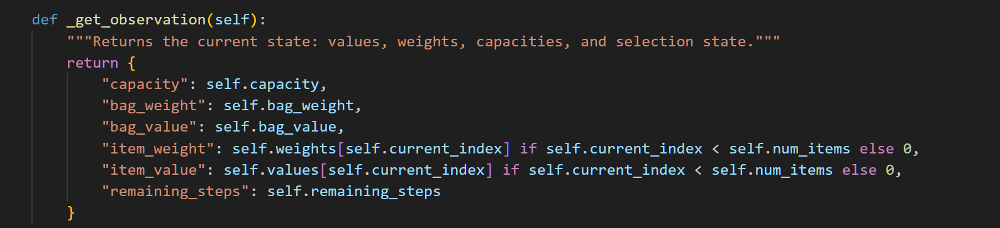 def _get_observation(self):
    """Returns the current state: values, weights, capacities, and selection state."""
    return {
        "capacity": self.capacity,
        "bag_weight": self.bag_weight,
        "bag_value": self.bag_value,
        "item_weight": self.weights[self.current_index] if self.current_index < self.num_items else 0,
        "item_value": self.values[self.current_index] if self.current_index < self.num_items else 0,
        "remaining_steps": self.remaining_steps
    }